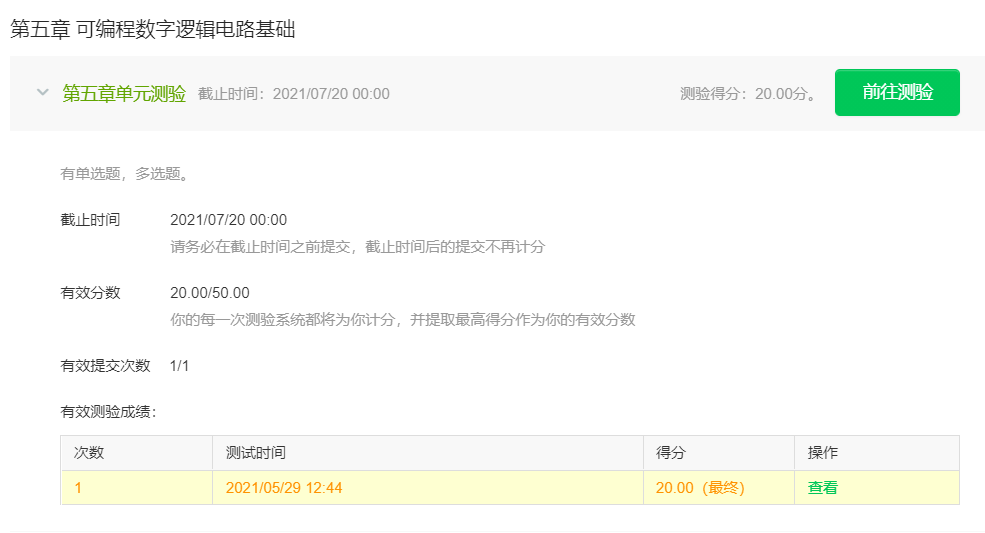 第五章 可编程数字逻辑电路基础
第五章单元测验 截止时间：2021/07/20 00:00 测验得分：20.00分。 前往测验
有单选题，多选题。
截止时间 2021/07/20 00:00
请务必在截止时间之前提交，截止时间后的提交不再计分
有效分数 20.00/50.00
你的每一次测验系统都将为你计分，并提取最高得分作为你的有效分数
有效提交次数 1/1
有效测验成绩：
次数 测试时间 得分 操作
1 2021/05/29 12:44 20.00（最终） 查看